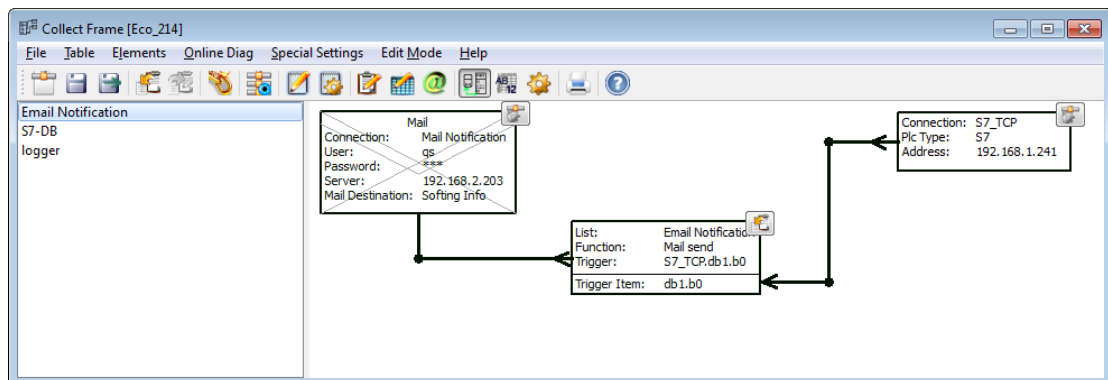 Collect Frame [Eco_214]
File Table Elements Online Diag Special Settings Edit Mode Help
Email Notification
S7-DB
logger
Mail
Connection: Mail Notification
User: qs
Password: ***
Server: 192.168.2.203
Mail Destination: Softing Info
Connection: S7_TCP
Plc Type: S7
Address: 192.168.1.241
List: Email Notification
Function: Mail send
Trigger: S7_TCP.db1.b0
Trigger Item: db1.b0